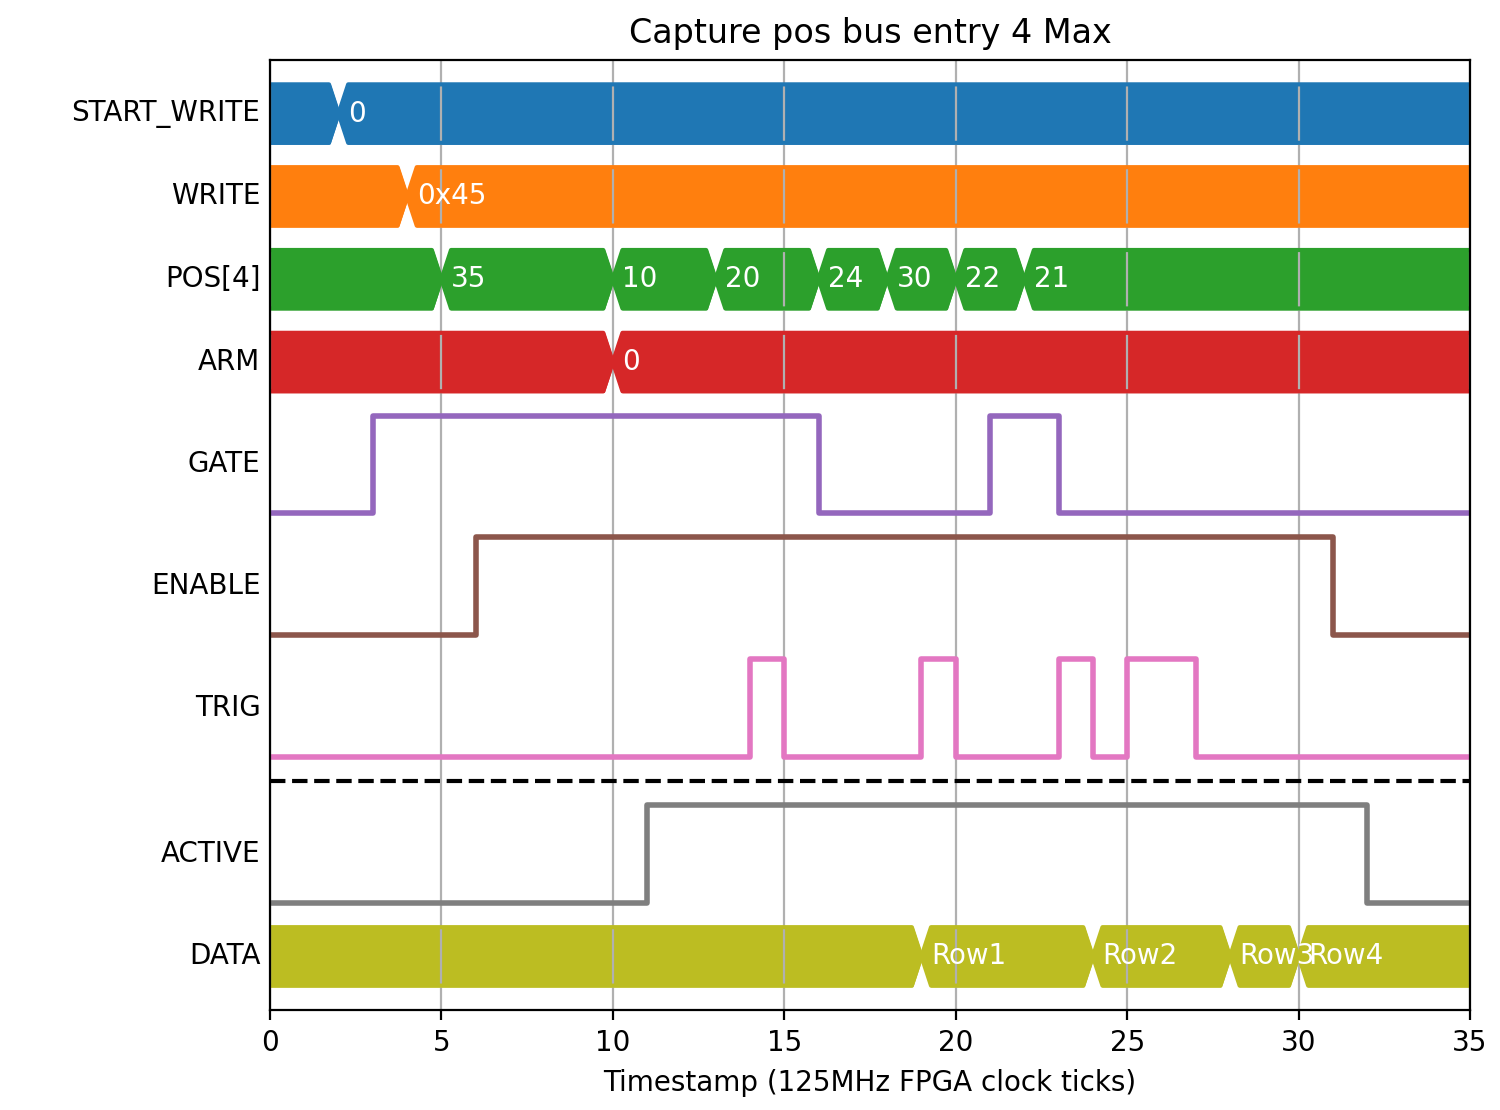 Capture pos bus entry 4 Max
START_WRITE 0
WRITE 0x45
POS[4] 35 10 20 24 30 22 21
ARM 0
GATE
ENABLE
TRIG
ACTIVE
DATA Row1 Row2 Row3 Row4
0 5 10 15 20 25 30 35
Timestamp (125MHz FPGA clock ticks)